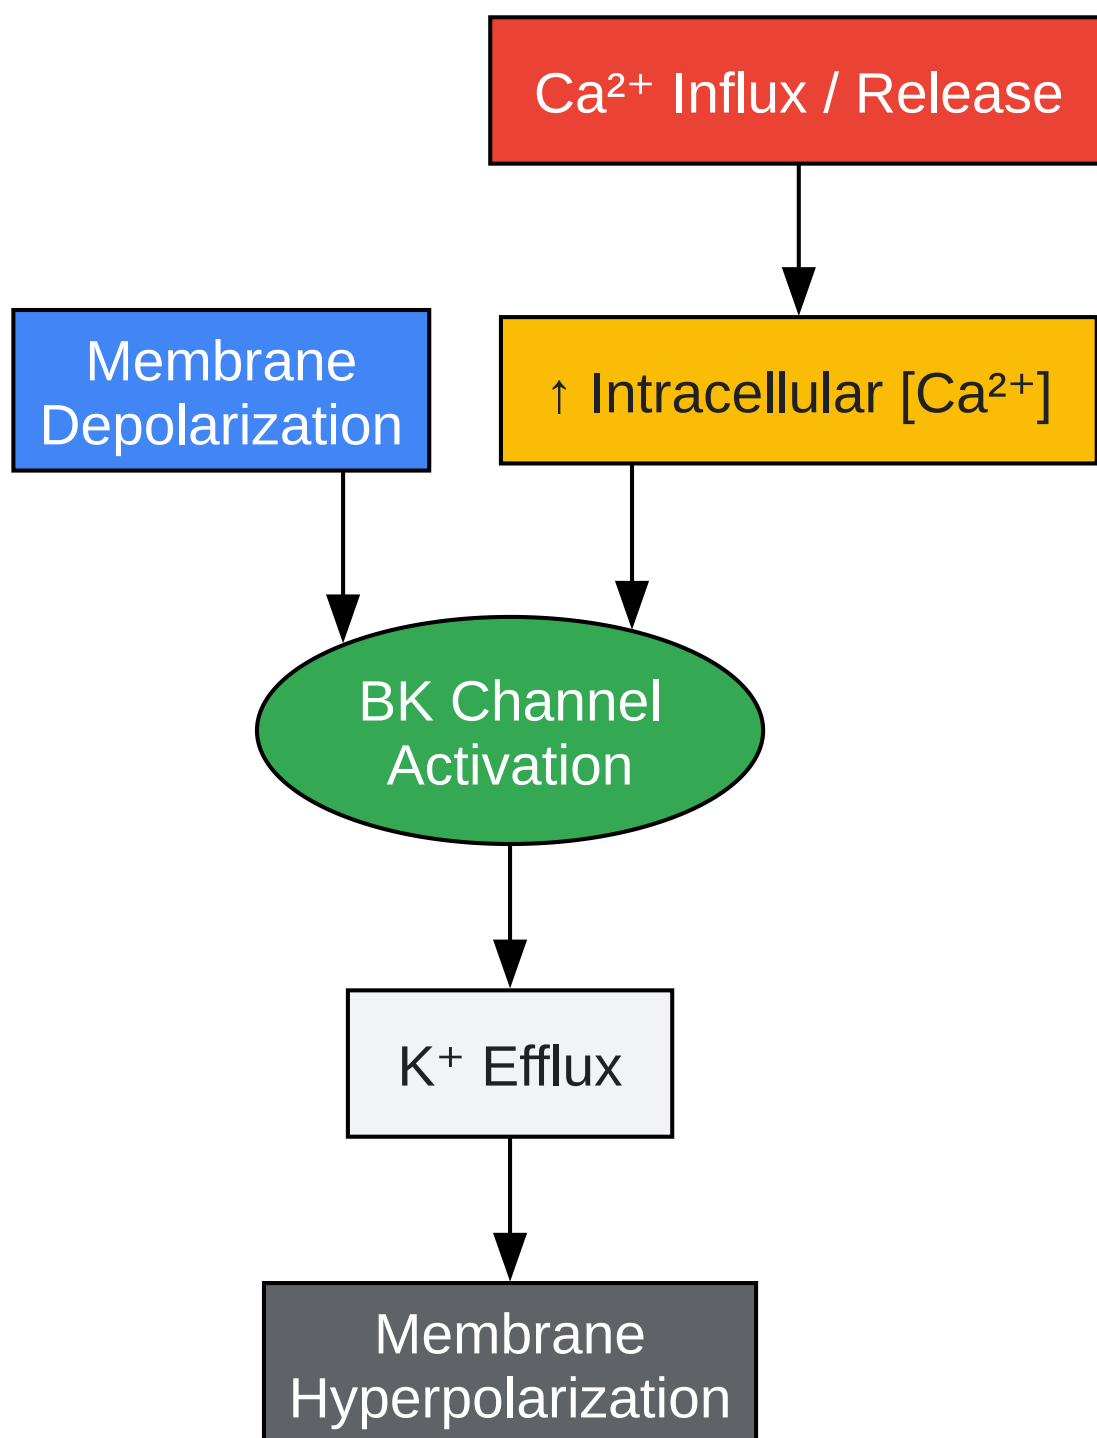 Ca²⁺ Influx / Release
Membrane
Depolarization
↑ Intracellular [Ca²⁺]
BK Channel
Activation
K⁺ Efflux
Membrane
Hyperpolarization